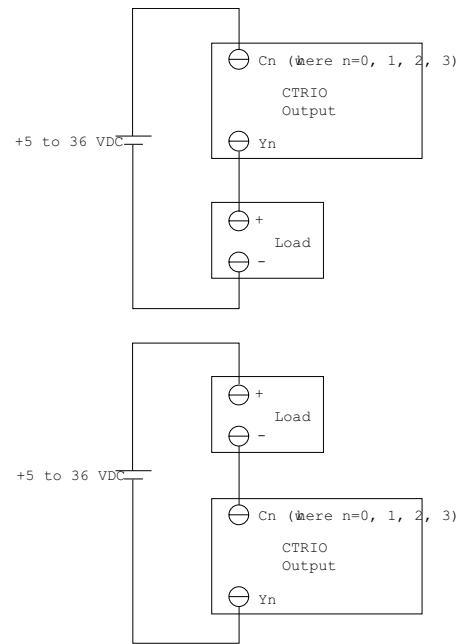 Cn (where n=0, 1, 2, 3)
CTRIO
Output
+5 to 36 VDC
Yn
+
Load
-
+
Load
-
+5 to 36 VDC
Cn (where n=0, 1, 2, 3)
CTRIO
Output
Yn